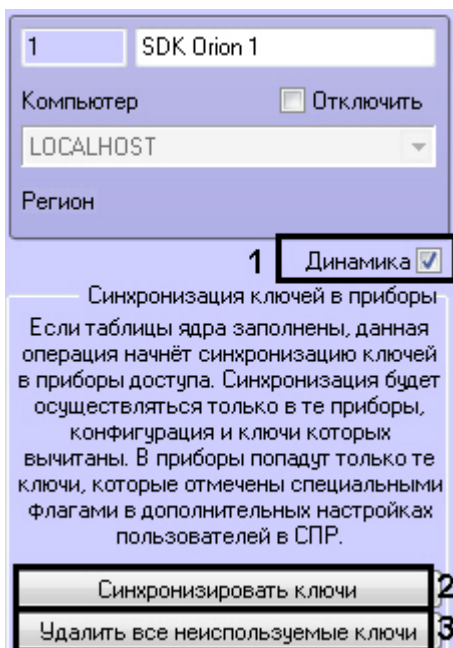 1 SDK Orion 1
Компьютер Отключить
LOCALHOST
Регион
1 Динамика
Синхронизация ключей в приборы
Если таблицы ядра заполнены, данная
операция начнёт синхронизацию ключей
в приборы доступа. Синхронизация будет
осуществляться только в те приборы,
конфигурация и ключи которых
вычитаны. В приборы попадут только те
ключи, которые отмечены специальными
флагами в дополнительных настройках
пользователей в СПР.
Синхронизировать ключи 2
Удалить все неиспользуемые ключи 3